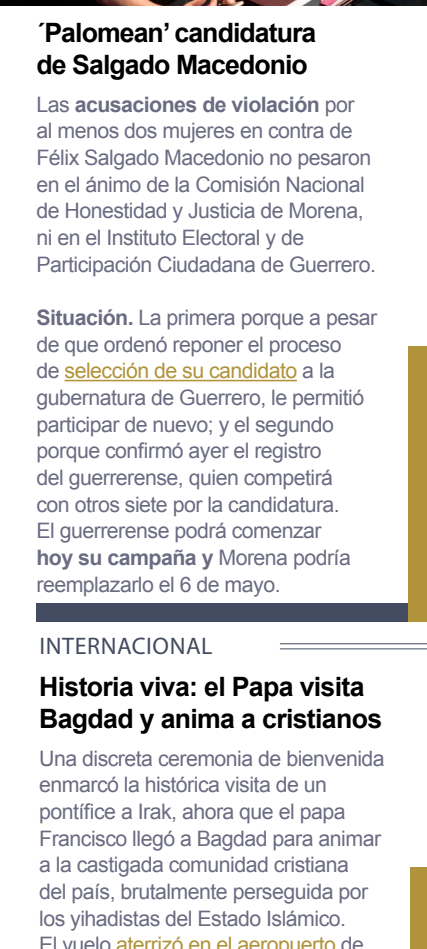 ´Palomean’ candidatura
de Salgado Macedonio
Las acusaciones de violación por
al menos dos mujeres en contra de
Félix Salgado Macedonio no pesaron
en el ánimo de la Comisión Nacional
de Honestidad y Justicia de Morena,
ni en el Instituto Electoral y de
Participación Ciudadana de Guerrero.
Situación. La primera porque a pesar
de que ordenó reponer el proceso
de selección de su candidato a la
gubernatura de Guerrero, le permitió
participar de nuevo; y el segundo
porque confirmó ayer el registro
del guerrerense, quien competirá
con otros siete por la candidatura.
El guerrerense podrá comenzar
hoy su campaña y Morena podría
reemplazarlo el 6 de mayo.
INTERNACIONAL
Historia viva: el Papa visita
Bagdad y anima a cristianos
Una discreta ceremonia de bienvenida
enmarcó la histórica visita de un
pontífice a Irak, ahora que el papa
Francisco llegó a Bagdad para animar
a la castigada comunidad cristiana
del país, brutalmente perseguida por
los yihadistas del Estado Islámico.
El vuelo aterrizó en el aeropuerto de